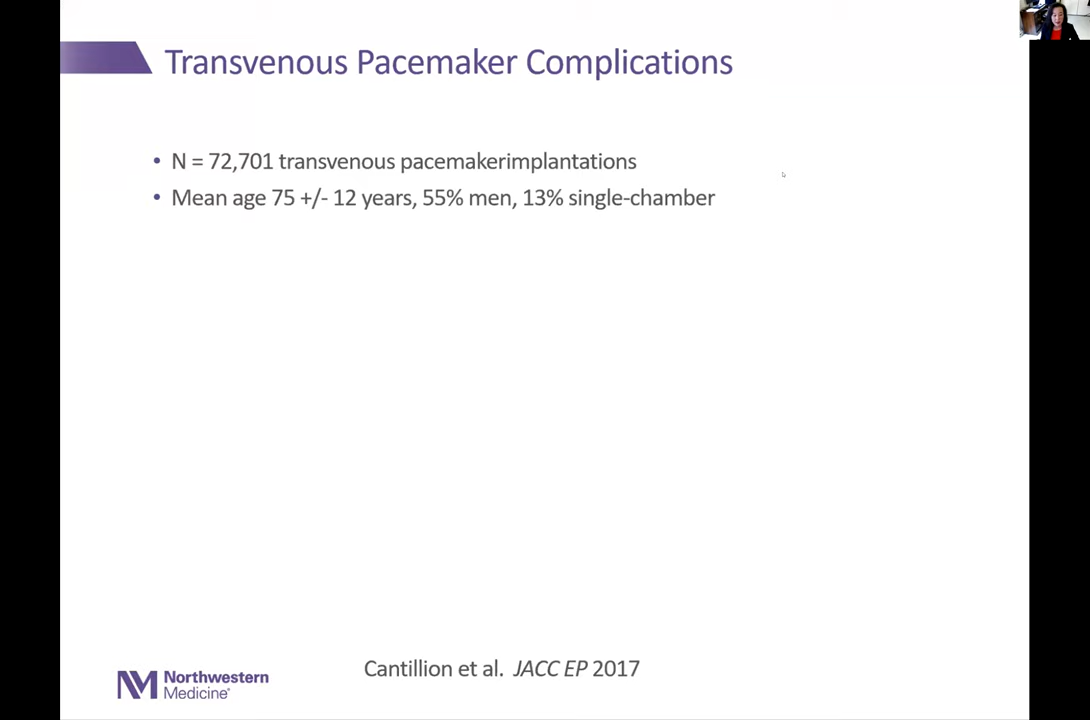 Transvenous Pacemaker Complications
• N = 72,701 transvenous pacemakerimplantations
• Mean age 75 +/- 12 years, 55% men, 13% single-chamber
Cantillion et al. JACC EP 2017
Northwestern
Medicine®